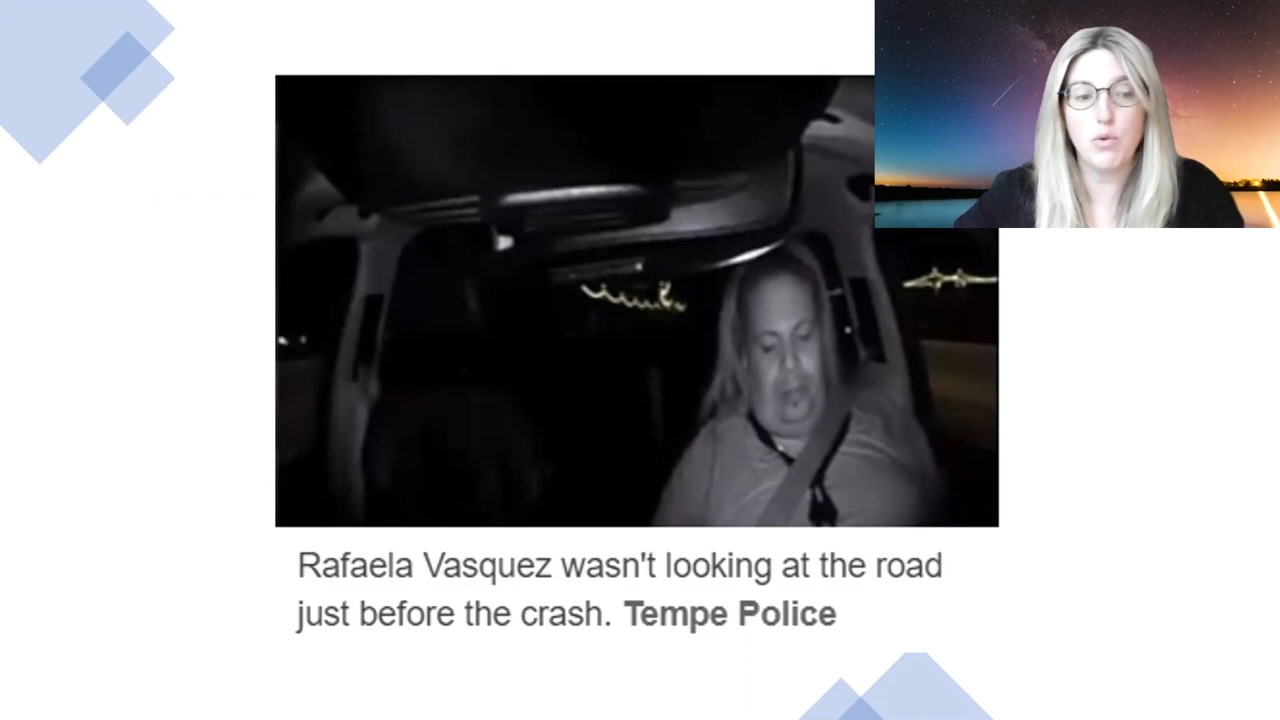 Rafaela Vasquez wasn't looking at the road
just before the crash. Tempe Police